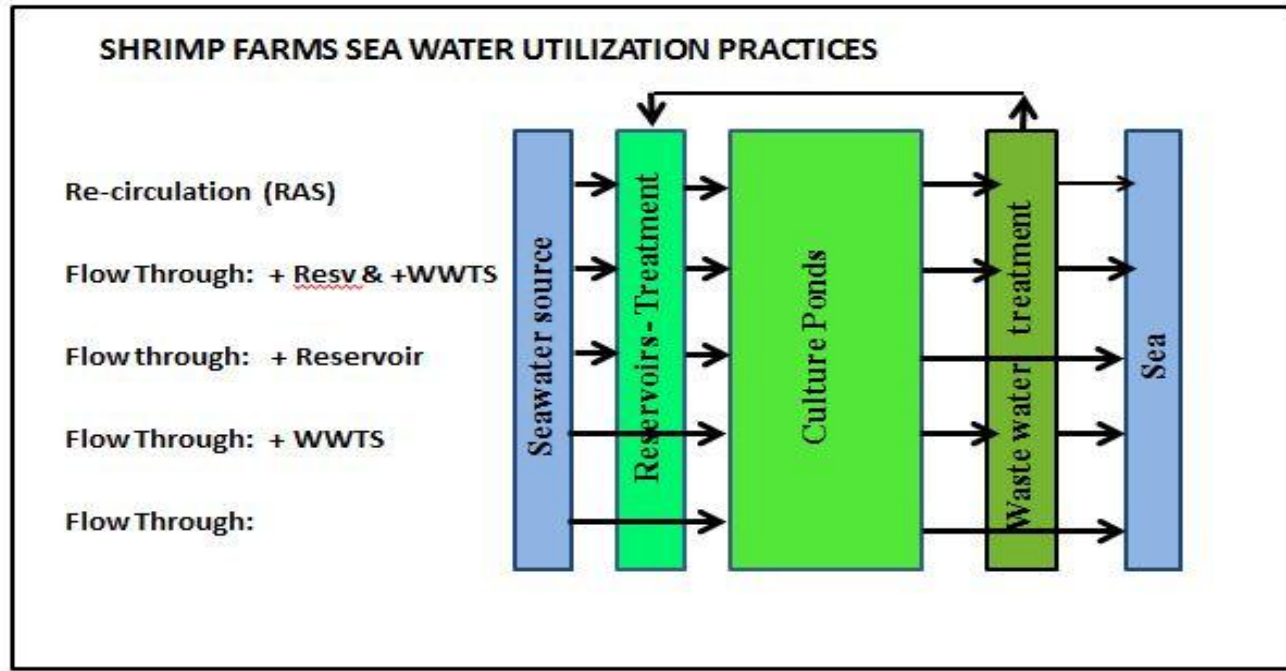 SHRIMP FARMS SEA WATER UTILIZATION PRACTICES
Re-circulation (RAS)
Flow Through: + Resv & +WWTS
Flow through: + Reservoir
Flow Through: + WWTS
Flow Through:
Seawater source
Reservoirs - Treatment
Culture Ponds
Waste water treatment
Sea